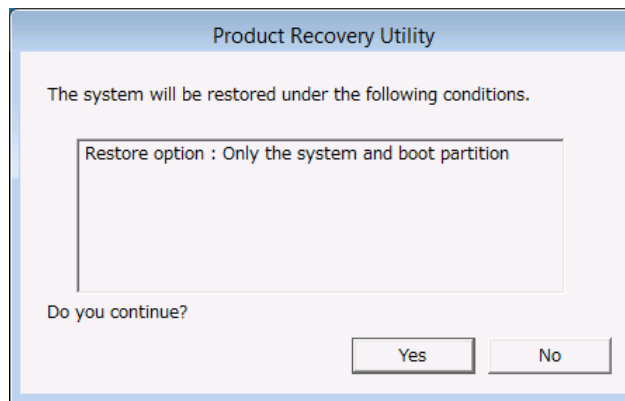 Product Recovery Utility
The system will be restored under the following conditions.
Restore option : Only the system and boot partition
Do you continue?
Yes
No